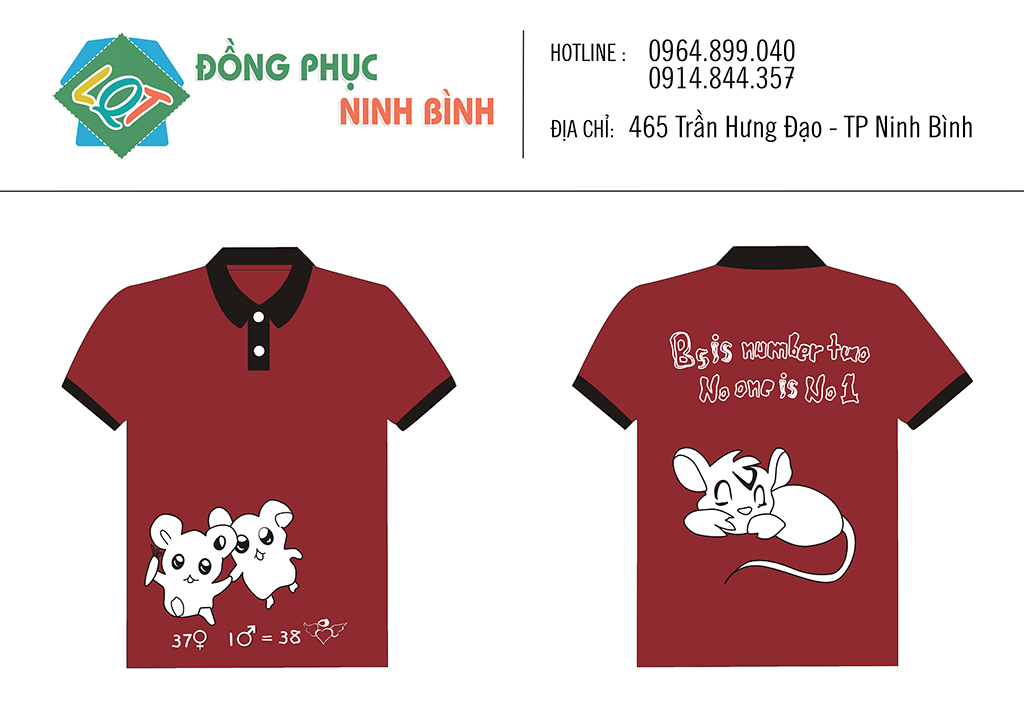 LQT
ĐỒNG PHỤC
NINH BÌNH
HOTLINE : 0964.899.040
0914.844.357
ĐỊA CHỈ: 465 Trần Hưng Đạo - TP Ninh Bình
B5 is number two
No one is No 1
37♀ 1♂ = 38